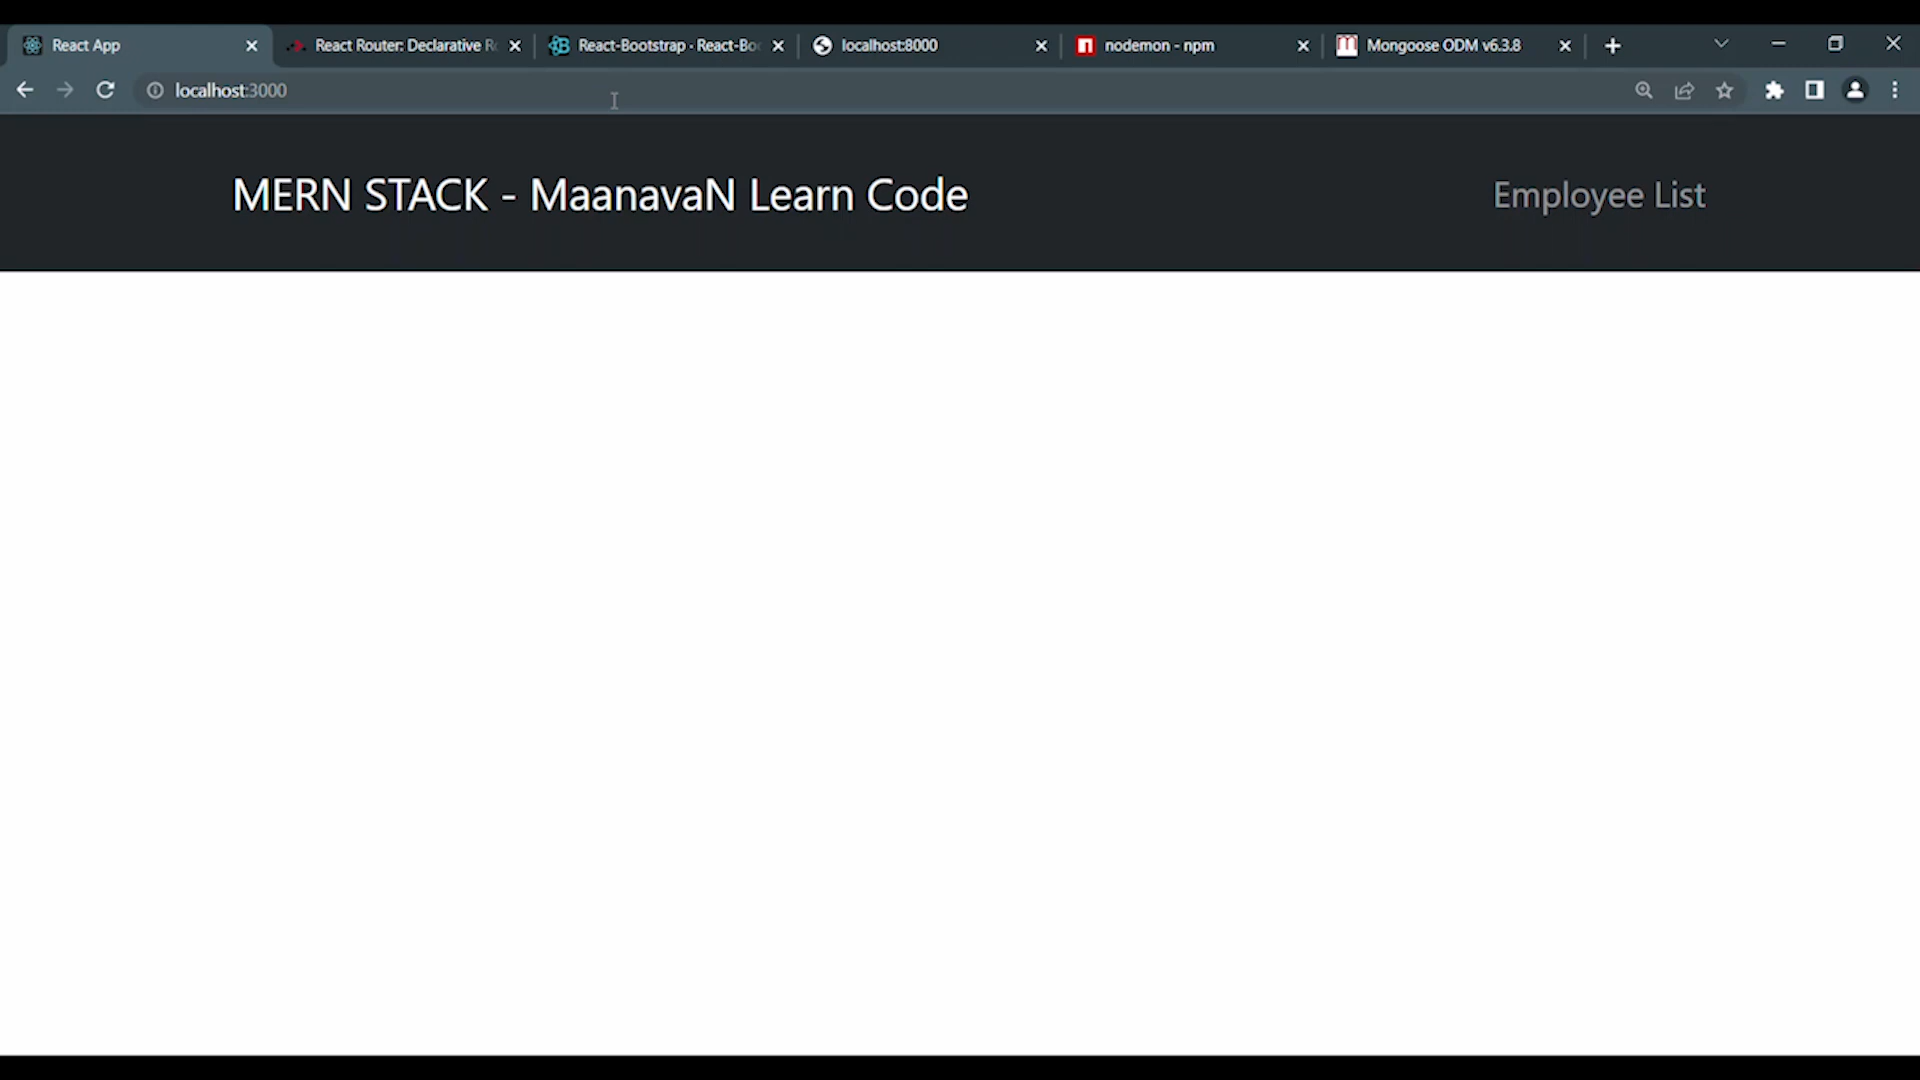 React App
React Router: Declarative R
React-Bootstrap · React-Bo
localhost:8000
nodemon - npm
Mongoose ODM v6.3.8
localhost:3000
MERN STACK - MaanavaN Learn Code
Employee List